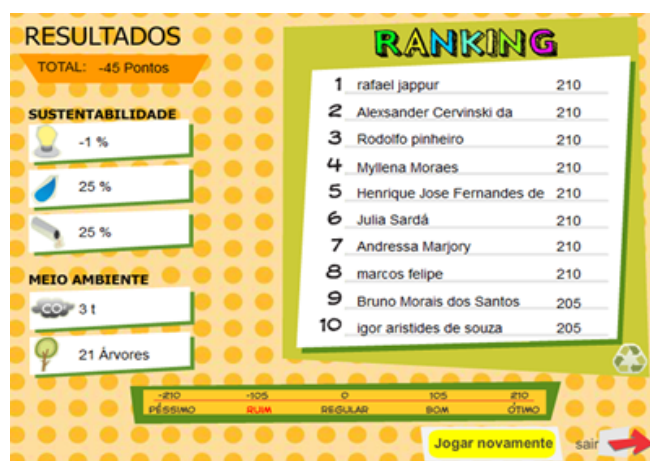 RESULTADOS
TOTAL: -45 Pontos
SUSTENTABILIDADE
-1 %
25 %
25 %
MEIO AMBIENTE
CO²
3 t
21 Árvores
RANKING
1 rafael jappur 210
2 Alexsander Cervinski da 210
3 Rodolfo pinheiro 210
4 Myllena Moraes 210
5 Henrique Jose Fernandes de 210
6 Julia Sardá 210
7 Andressa Marjory 210
8 marcos felipe 210
9 Bruno Morais dos Santos 205
10 igor aristides de souza 205
-210 -105 0 105 210
PÉSSIMO RUIM REGULAR BOM ÓTIMO
Jogar novamente
sair